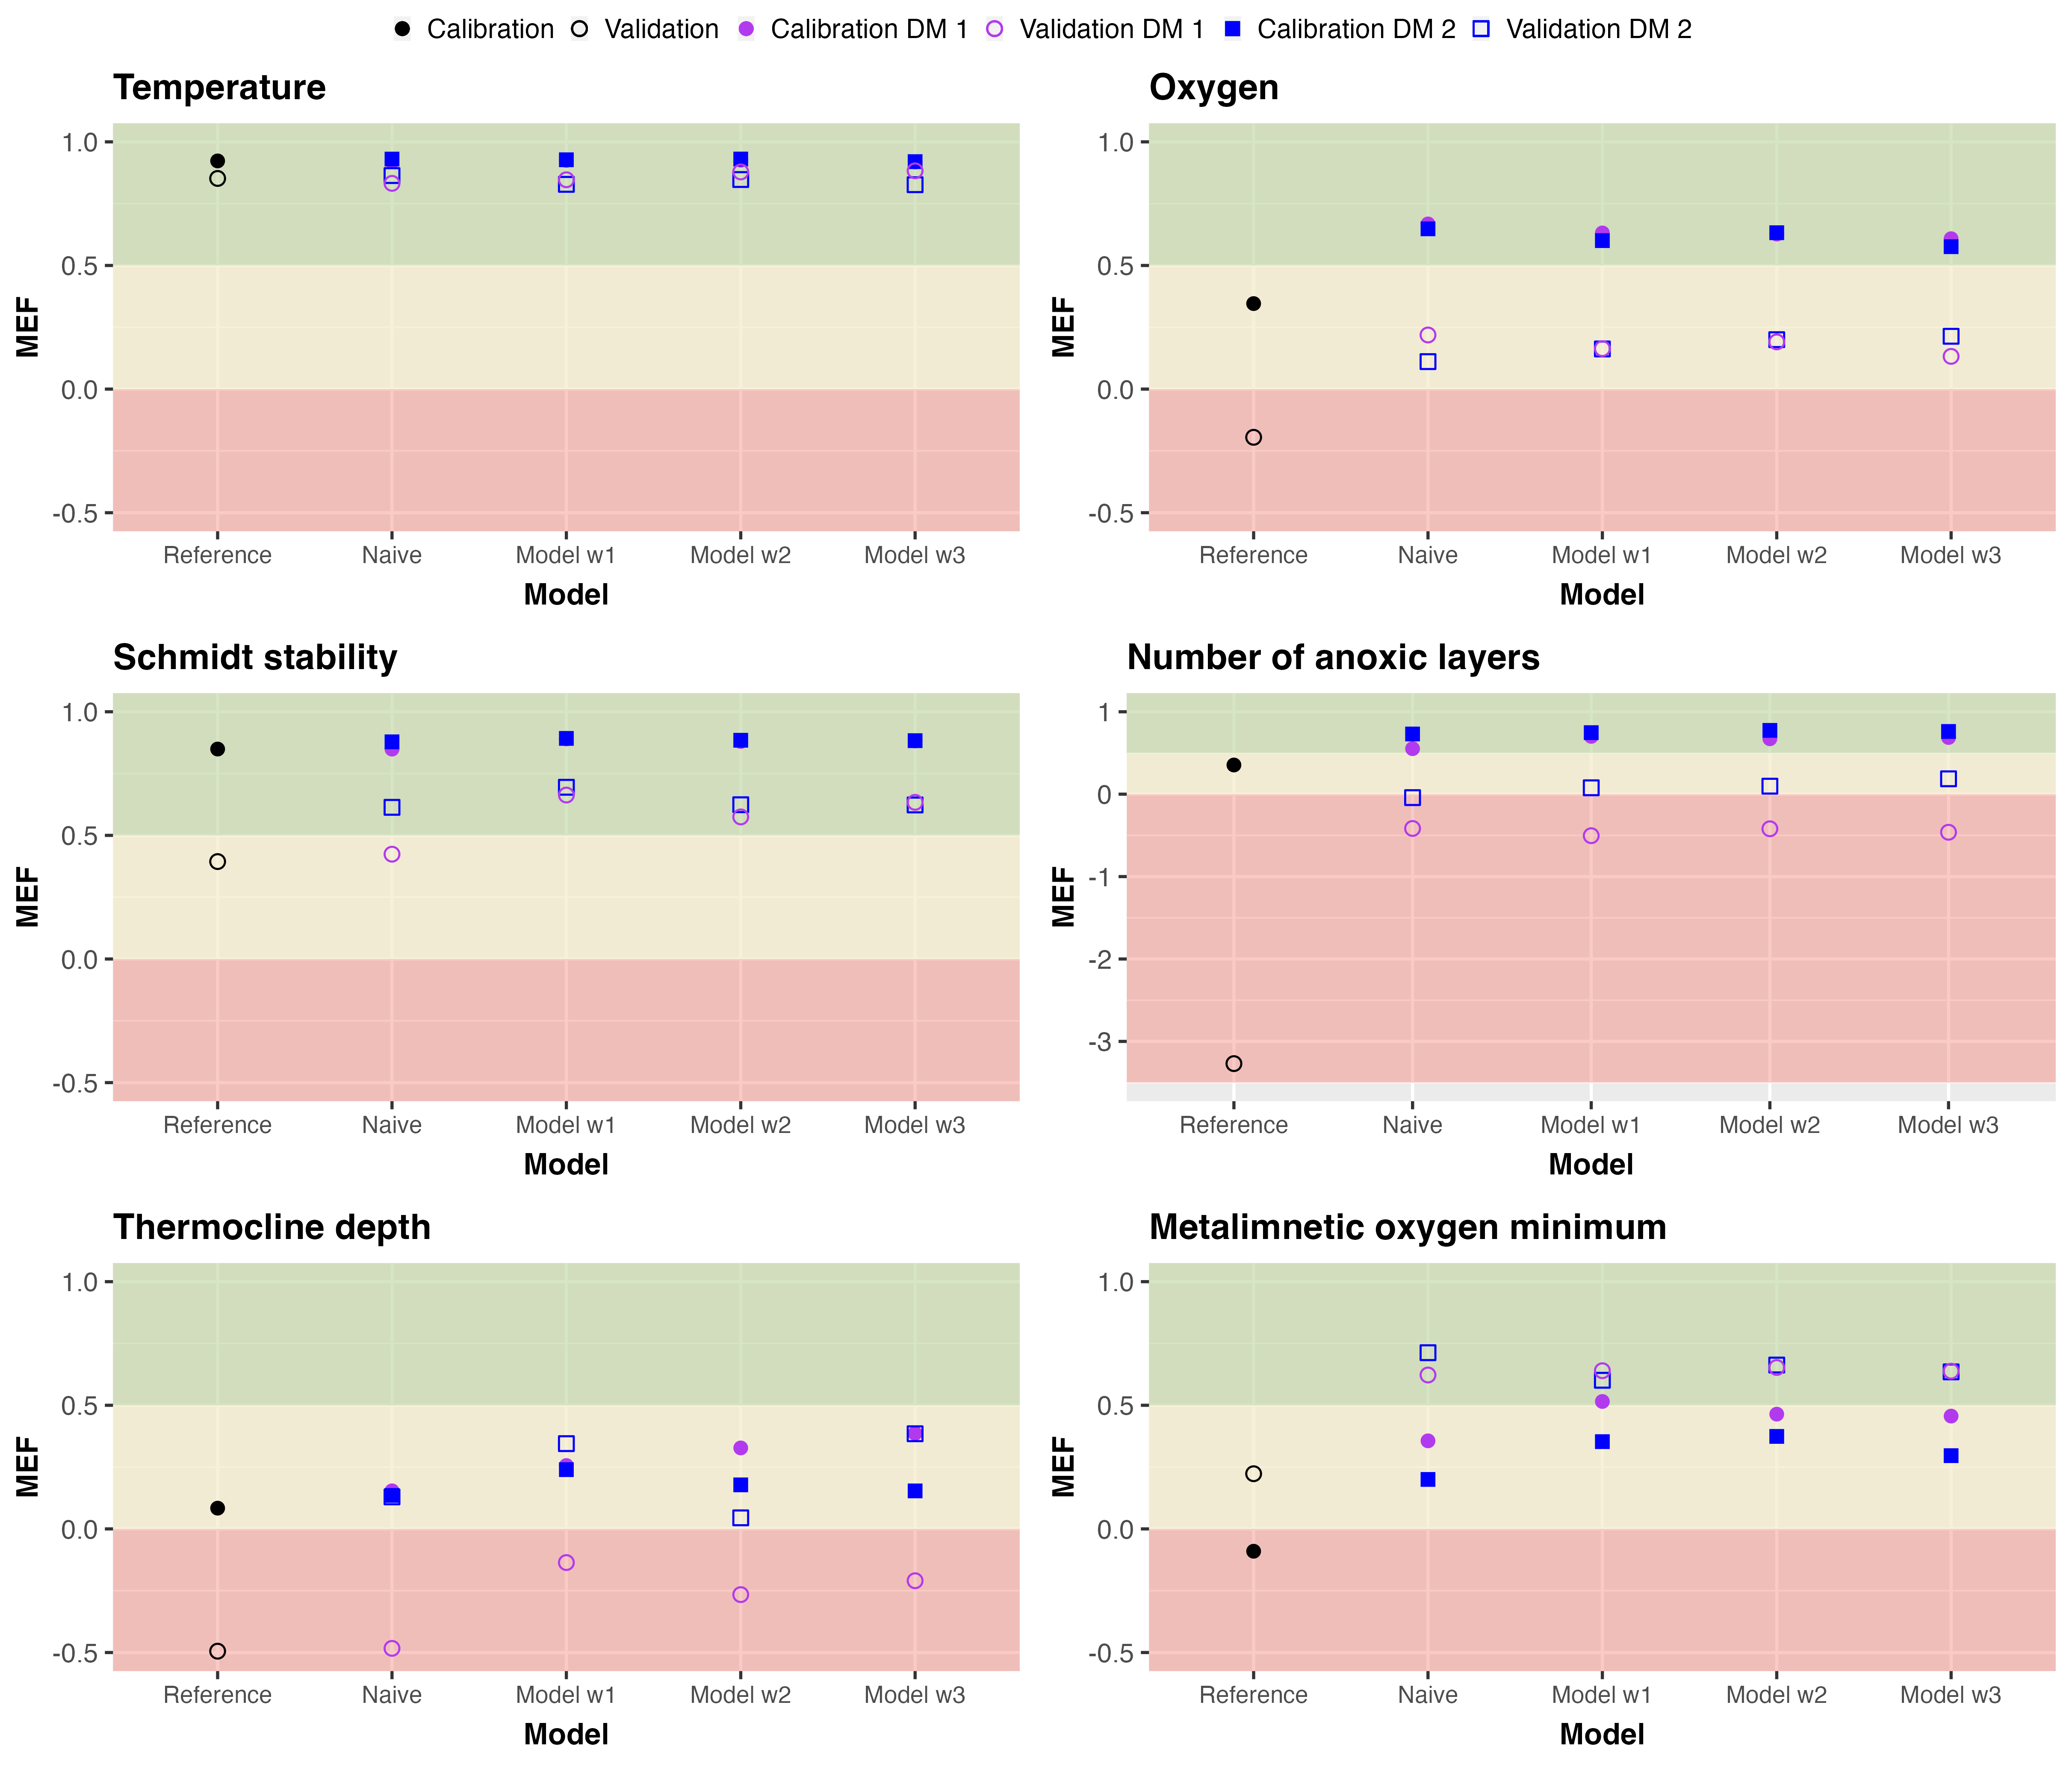 Calibration Validation Calibration DM 1 Validation DM 1 Calibration DM 2 Validation DM 2
Temperature
MEF
1.0
0.5
0.0
-0.5
Reference Naive Model w1 Model w2 Model w3
Model
Oxygen
MEF
1.0
0.5
0.0
-0.5
Reference Naive Model w1 Model w2 Model w3
Model
Schmidt stability
MEF
1.0
0.5
0.0
-0.5
Reference Naive Model w1 Model w2 Model w3
Model
Number of anoxic layers
MEF
1
0
-1
-2
-3
Reference Naive Model w1 Model w2 Model w3
Model
Thermocline depth
MEF
1.0
0.5
0.0
-0.5
Reference Naive Model w1 Model w2 Model w3
Model
Metalimnetic oxygen minimum
MEF
1.0
0.5
0.0
-0.5
Reference Naive Model w1 Model w2 Model w3
Model